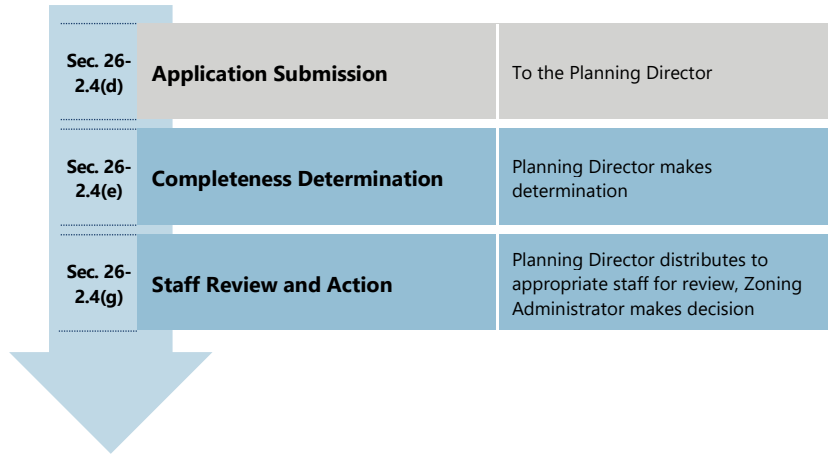 Sec. 26-
2.4(d)
Application Submission
To the Planning Director
Sec. 26-
2.4(e)
Completeness Determination
Planning Director makes
determination
Sec. 26-
2.4(g)
Staff Review and Action
Planning Director distributes to
appropriate staff for review, Zoning
Administrator makes decision